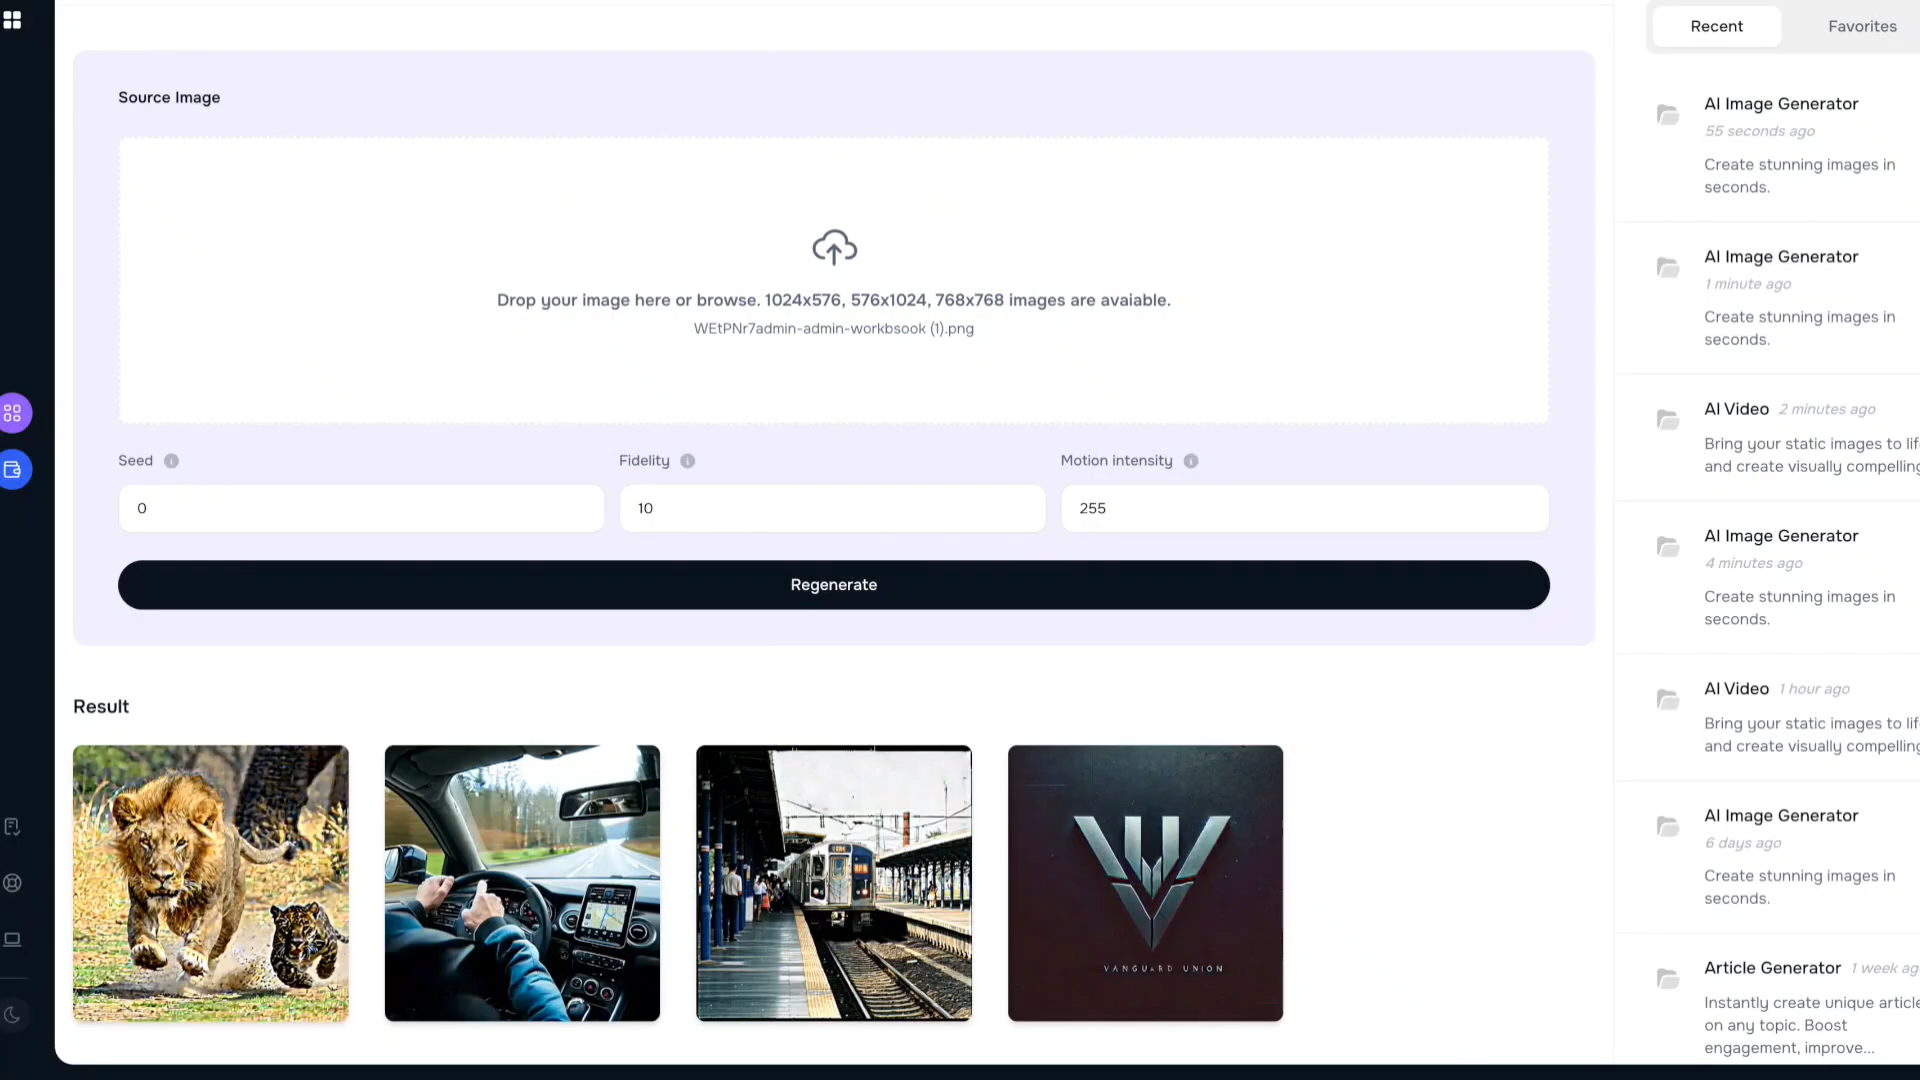 Recent
Favorites
Source Image
Drop your image here or browse. 1024x576, 576x1024, 768x768 images are avaiable.
WEtPNr7admin-admin-workbsook (1).png
Seed
Fidelity
Motion intensity
0
10
255
Regenerate
Result
VANGUARD UNION
AI Image Generator
55 seconds ago
Create stunning images in
seconds.
AI Image Generator
1 minute ago
Create stunning images in
seconds.
AI Video 2 minutes ago
Bring your static images to
and create visually compelling
AI Image Generator
4 minutes ago
Create stunning images in
seconds.
AI Video 1 hour ago
Bring your static images to
and create visually compelling
AI Image Generator
6 days ago
Create stunning images in
seconds.
Article Generator 1 week
Instantly create unique
on any topic. Boost
engagement, improve...